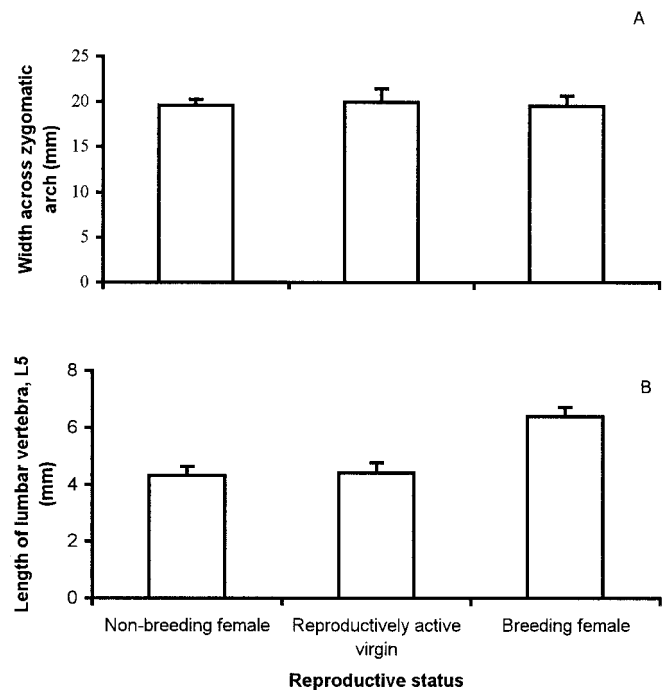 A
Width across zygomatic
arch (mm)
25
20
15
10
5
0
B
Length of lumbar vertebra, L5
(mm)
8
6
4
2
0
Non-breeding female
Reproductively active
virgin
Breeding female
Reproductive status